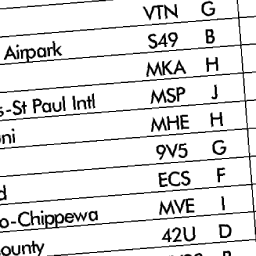 VTN G
Airpark S49 B
MKA H
s-St Paul Intl MSP J
ni MHE H
9V5 G
d ECS F
o-Chippewa MVE I
ounty 42U D